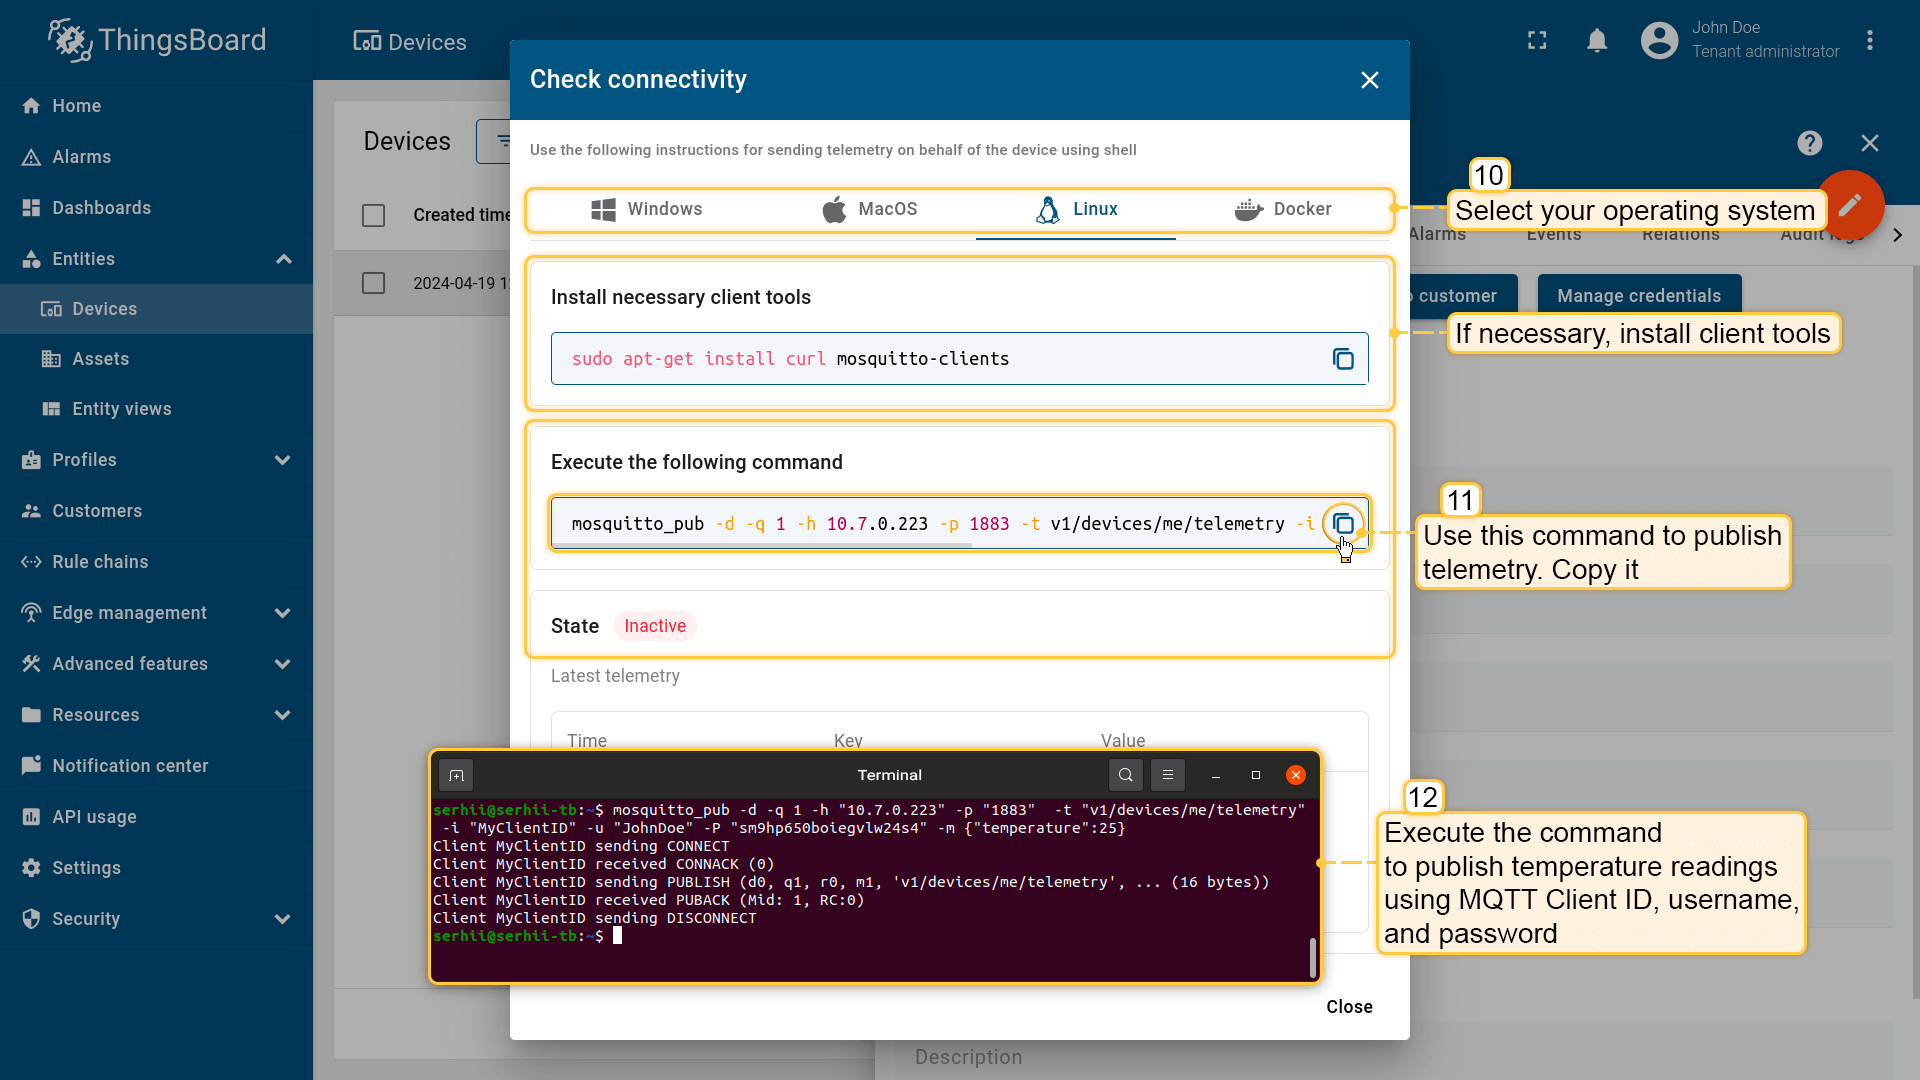 ThingsBoard
Devices
John Doe
Tenant administrator
Home
Alarms
Dashboards
Entities
Devices
Assets
Entity views
Profiles
Customers
Rule chains
Edge management
Advanced features
Resources
Notification center
API usage
Settings
Security
Devices
Created time
2024-04-19 1
Check connectivity
Use the following instructions for sending telemetry on behalf of the device using shell
Windows
MacOS
Linux
Docker
10
Select your operating system
Alarms
Events
Relations
Audit logs
customer
Manage credentials
Install necessary client tools
sudo apt-get install curl mosquitto-clients
If necessary, install client tools
Execute the following command
mosquitto_pub -d -q 1 -h 10.7.0.223 -p 1883 -t v1/devices/me/telemetry -i
11
Use this command to publish
telemetry. Copy it
State
Inactive
Latest telemetry
Time
Key
Value
Terminal
serhii@serhii-tb:~$ mosquitto_pub -d -q 1 -h "10.7.0.223" -p "1883"  -t "v1/devices/me/telemetry"
-i "MyClientID" -u "JohnDoe" -P "sm9hp650boiegvlw24s4" -m {"temperature":25}
Client MyClientID sending CONNECT
Client MyClientID received CONNACK (0)
Client MyClientID sending PUBLISH (d0, q1, r0, m1, 'v1/devices/me/telemetry', ... (16 bytes))
Client MyClientID received PUBACK (Mid: 1, RC:0)
Client MyClientID sending DISCONNECT
serhii@serhii-tb:~$
12
Execute the command
to publish temperature readings
using MQTT Client ID, username,
and password
Close
Description